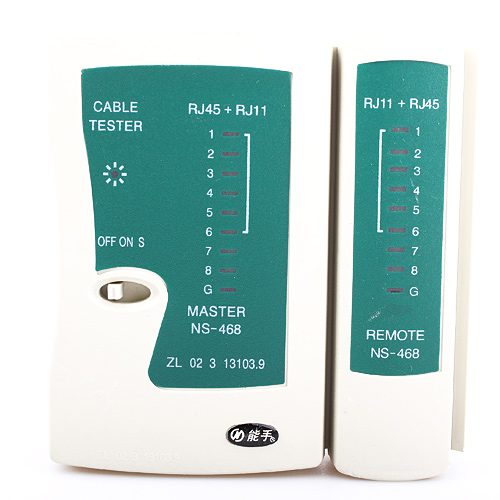 CABLE
TESTER
OFF ON S
RJ45 + RJ11
1
2
3
4
5
6
7
8
G
MASTER
NS-468
ZL 02 3 13103.9
能手
RJ11 + RJ45
1
2
3
4
5
6
7
8
G
REMOTE
NS-468